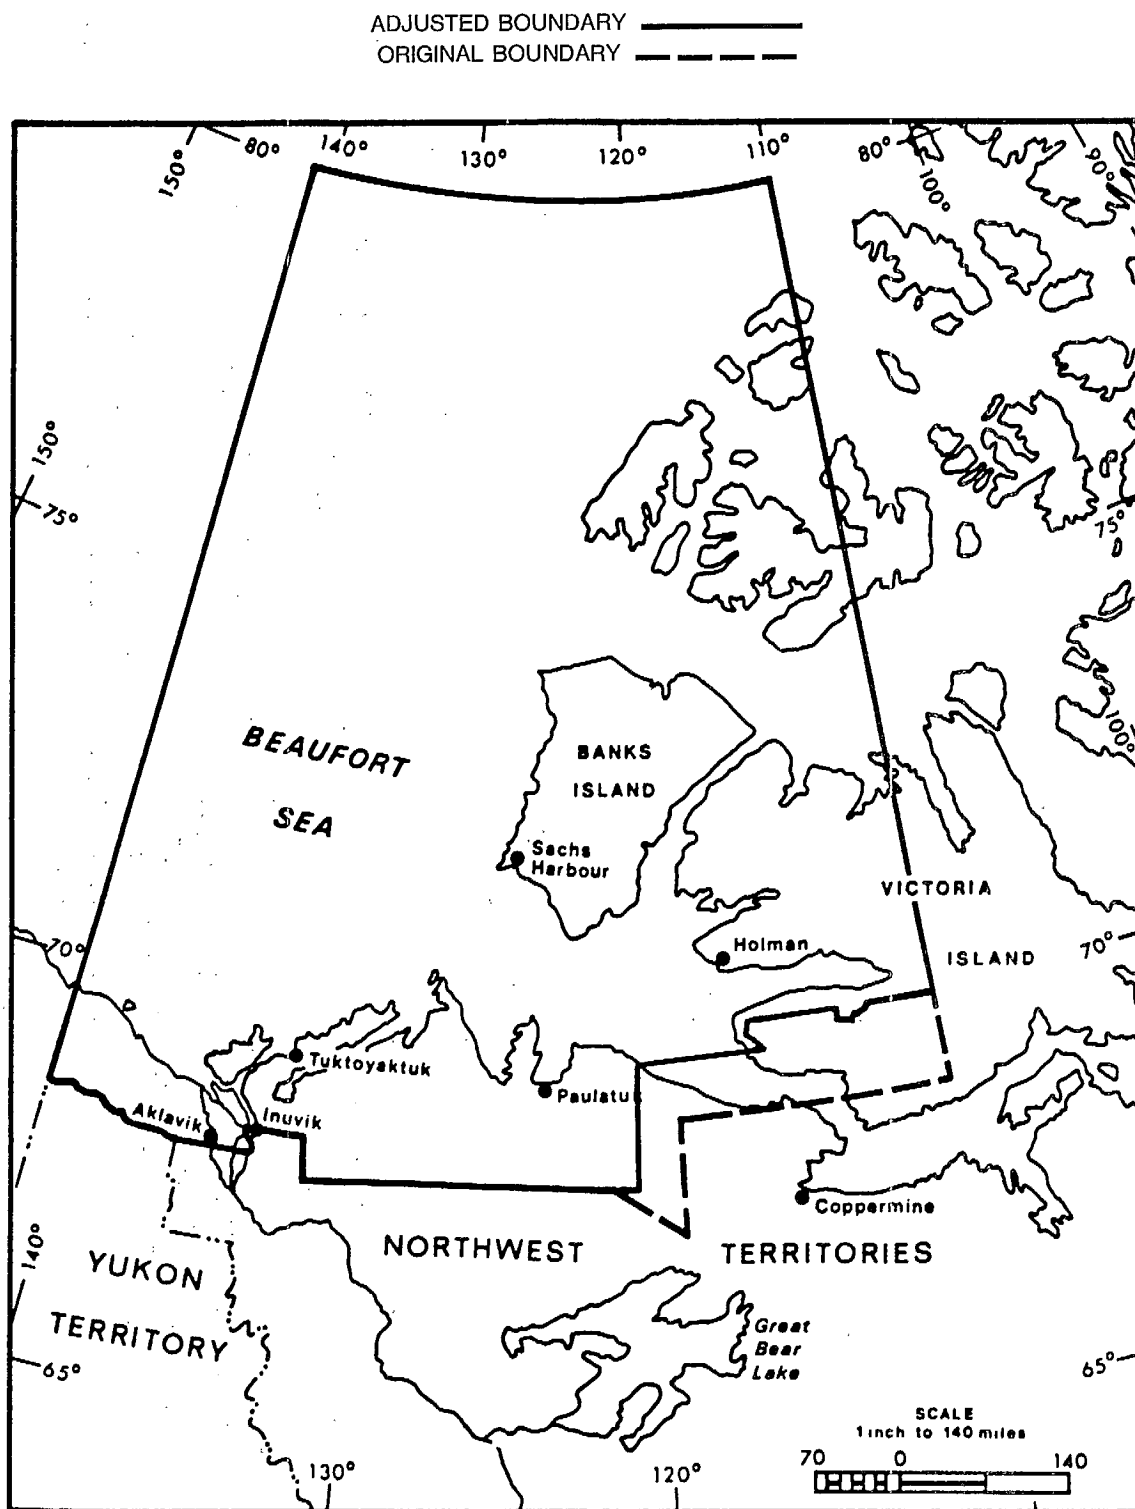 ADJUSTED BOUNDARY
ORIGINAL BOUNDARY
150°
80°
140°
130°
120°
110°
80°
100°
90°
150°
75°
75°
BEAUFORT
SEA
BANKS
ISLAND
100°
Sachs
Harbour
VICTORIA
ISLAND
70°
Holman
70°
Tuktoyaktuk
Paulatu
Aklavik
Inuvik
Coppermine
140°
YUKON
TERRITORY
NORTHWEST
TERRITORIES
Great
Bear
Lake
65°
65°
SCALE
1 inch to 140 miles
70
0
140
130°
120°